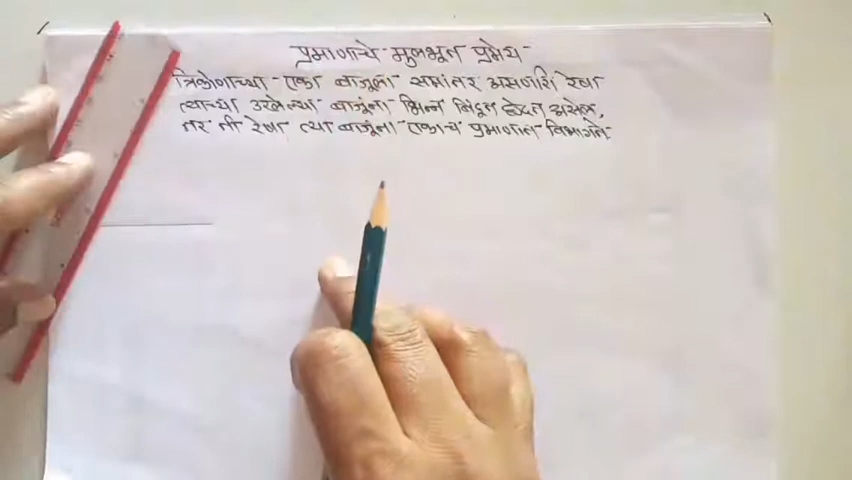 प्रमाणाचे मुलभूत प्रमेय
त्रिकोणाच्या एका बाजूला समांतर असणारी रेषा
त्याच्या उरलेल्या बाजूंना भिन्न बिंदूत छेदत असेल,
तर ती रेषा त्या बाजूंना एकाच प्रमाणात विभागते.